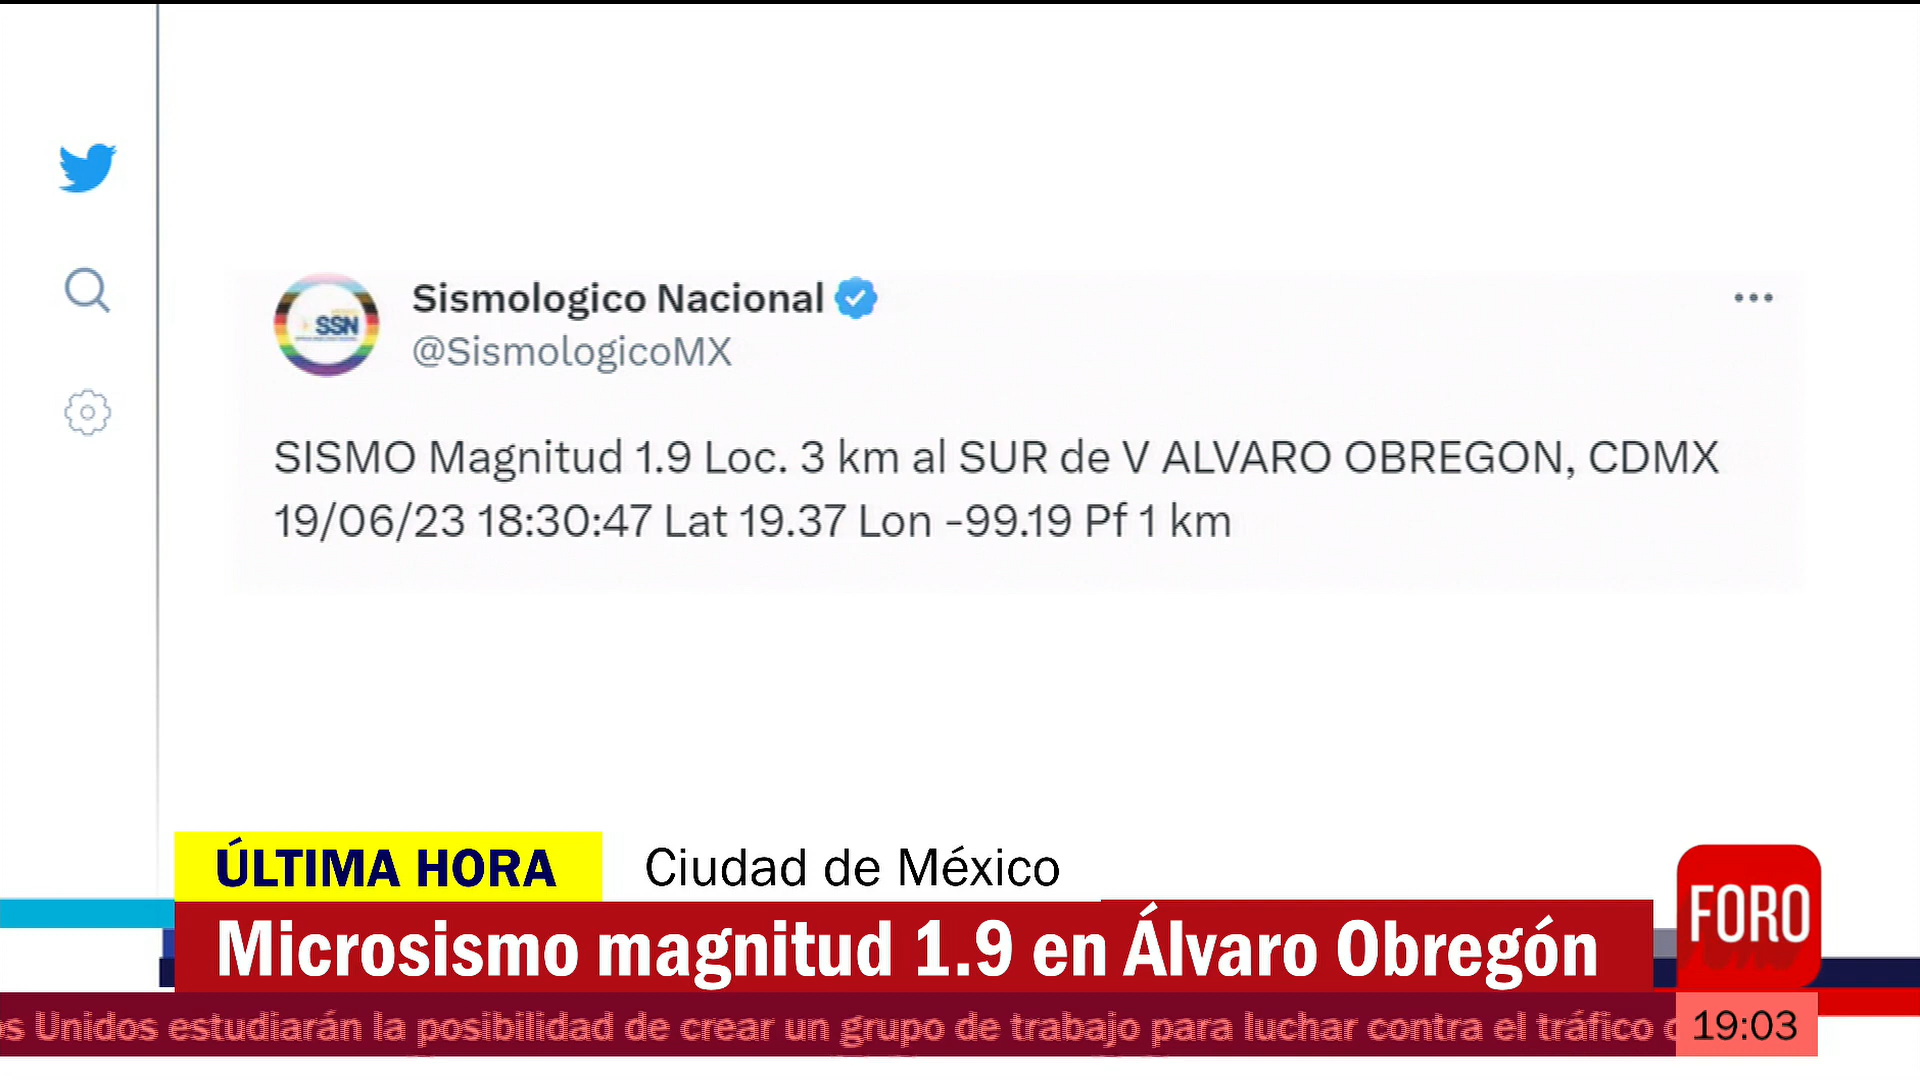 Sismologico Nacional
SSN
@SismologicoMX
SISMO Magnitud 1.9 Loc. 3 km al SUR de V ALVARO OBREGON, CDMX
19/06/23 18:30:47 Lat 19.37 Lon -99.19 Pf 1 km
ÚLTIMA HORA
Ciudad de México
Microsismo magnitud 1.9 en Álvaro Obregón
FORO
Unidos estudiarán la posibilidad de crear un grupo de trabajo para luchar contra el tráfico
19:03